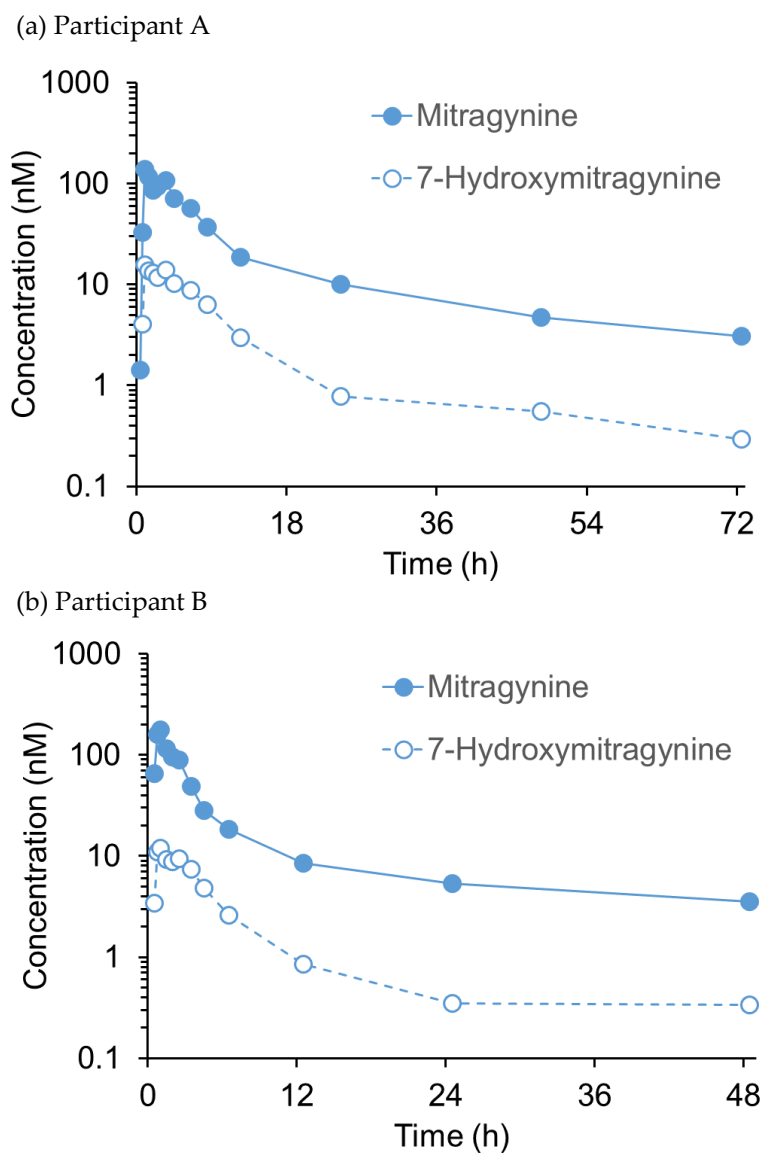 (a) Participant A
1000
100
10
1
0.1
Concentration (nM)
Mitragynine
7-Hydroxymitragynine
0 18 36 54 72
Time (h)
(b) Participant B
1000
100
10
1
0.1
Concentration (nM)
Mitragynine
7-Hydroxymitragynine
0 12 24 36 48
Time (h)